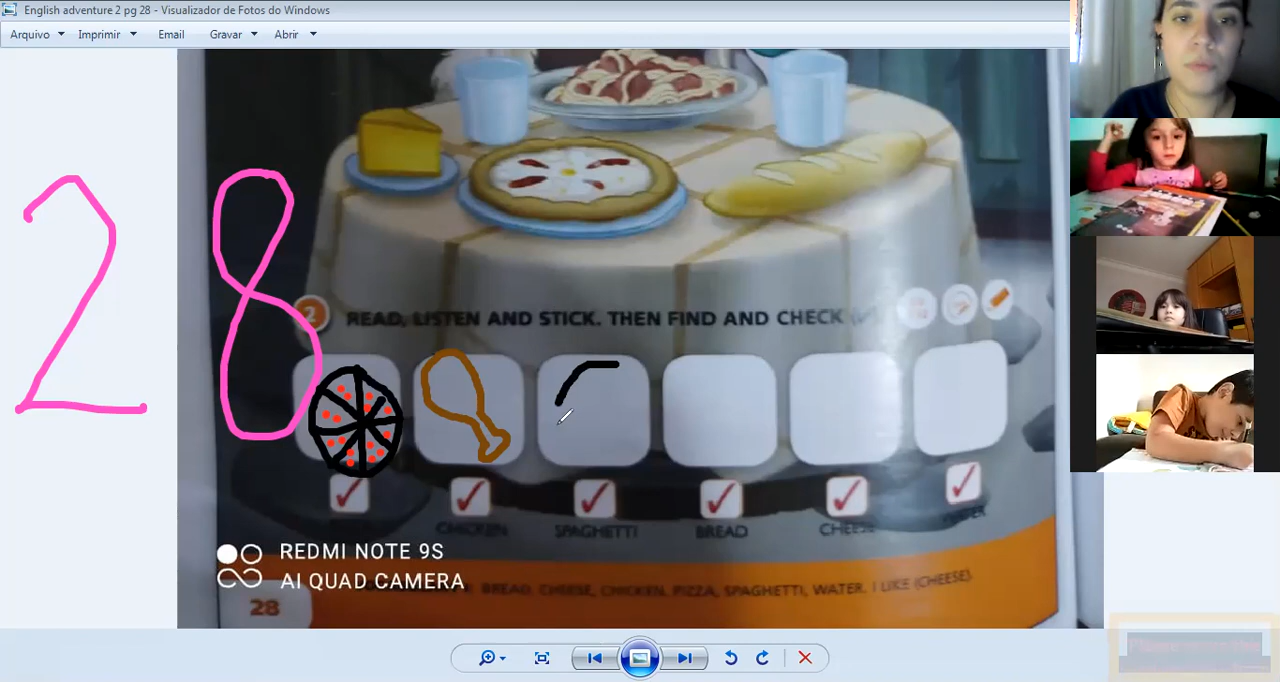 English adventure 2 pg 28 - Visualizador de Fotos do Windows
Arquivo Imprimir Email Gravar Abrir
28
2 READ, LISTEN AND STICK. THEN FIND AND CHECK
CHICKEN SPAGHETTI BREAD CHEESE WATER
REDMI NOTE 9S
AI QUAD CAMERA
BREAD, CHEESE, CHICKEN, PIZZA, SPAGHETTI, WATER. I LIKE (CHEESE).
28